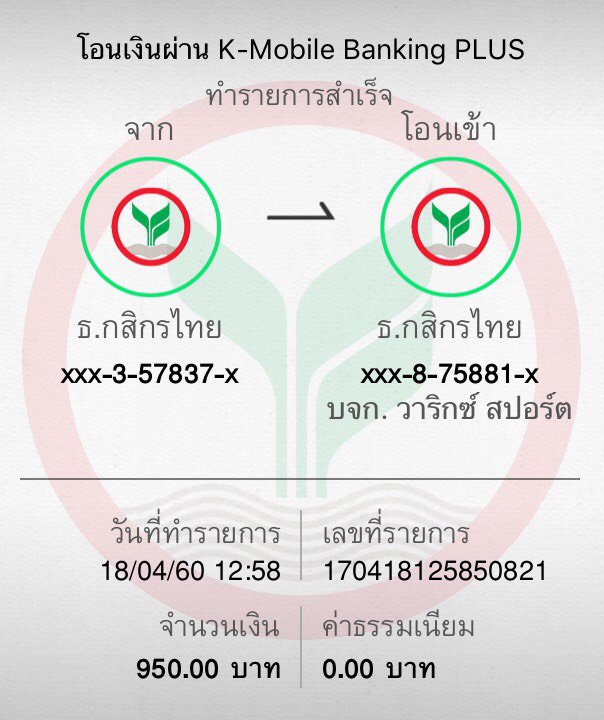 โอนเงินผ่าน K-Mobile Banking PLUS
ทำรายการสำเร็จ
จาก
โอนเข้า
ธ.กสิกรไทย
ธ.กสิกรไทย
xxx-3-57837-x
xxx-8-75881-x
บจก. วาริกซ์ สปอร์ต
วันที่ทำรายการ
เลขที่รายการ
18/04/60 12:58
170418125850821
จำนวนเงิน
ค่าธรรมเนียม
950.00 บาท
0.00 บาท